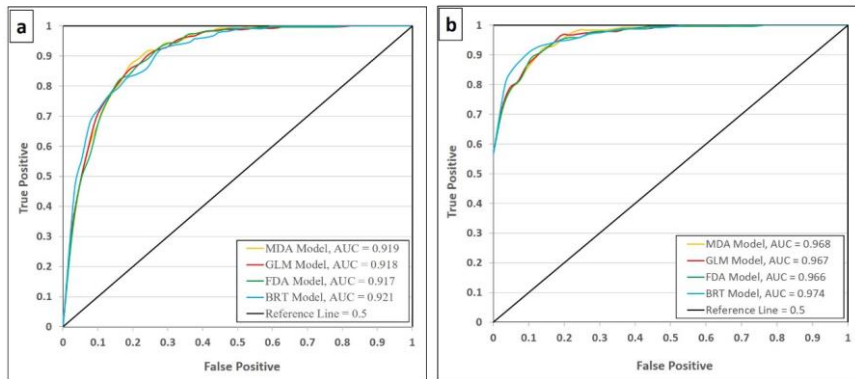 a
1
0.9
0.8
0.7
0.6
0.5
0.4
0.3
0.2
0.1
0
True Positive
MDA Model, AUC = 0.919
GLM Model, AUC = 0.918
FDA Model, AUC = 0.917
BRT Model, AUC = 0.921
Reference Line = 0.5
0 0.1 0.2 0.3 0.4 0.5 0.6 0.7 0.8 0.9 1
False Positive
b
1
0.9
0.8
0.7
0.6
0.5
0.4
0.3
0.2
0.1
0
True Positive
MDA Model, AUC = 0.968
GLM Model, AUC = 0.967
FDA Model, AUC = 0.966
BRT Model, AUC = 0.974
Reference Line = 0.5
0 0.1 0.2 0.3 0.4 0.5 0.6 0.7 0.8 0.9 1
False Positive